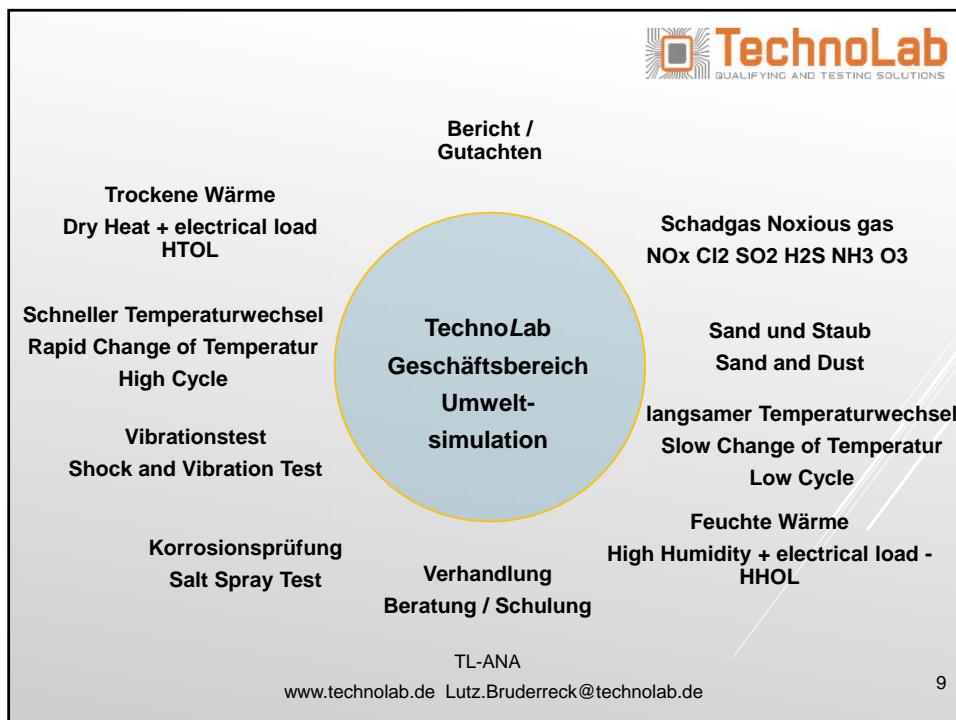 TechnoLab
QUALIFYING AND TESTING SOLUTIONS
Bericht /
Gutachten
Trockene Wärme
Dry Heat + electrical load
HTOL
Schadgas Noxious gas
NOx Cl2 SO2 H2S NH3 O3
Schneller Temperaturwechsel
Rapid Change of Temperatur
High Cycle
TechnoLab
Geschäftsbereich
Umwelt-
simulation
Sand und Staub
Sand and Dust
langsamer Temperaturwechsel
Slow Change of Temperatur
Low Cycle
Vibrationstest
Shock and Vibration Test
Feuchte Wärme
High Humidity + electrical load -
HHOL
Korrosionsprüfung
Salt Spray Test
Verhandlung
Beratung / Schulung
TL-ANA
www.technolab.de Lutz.Bruderreck@technolab.de
9